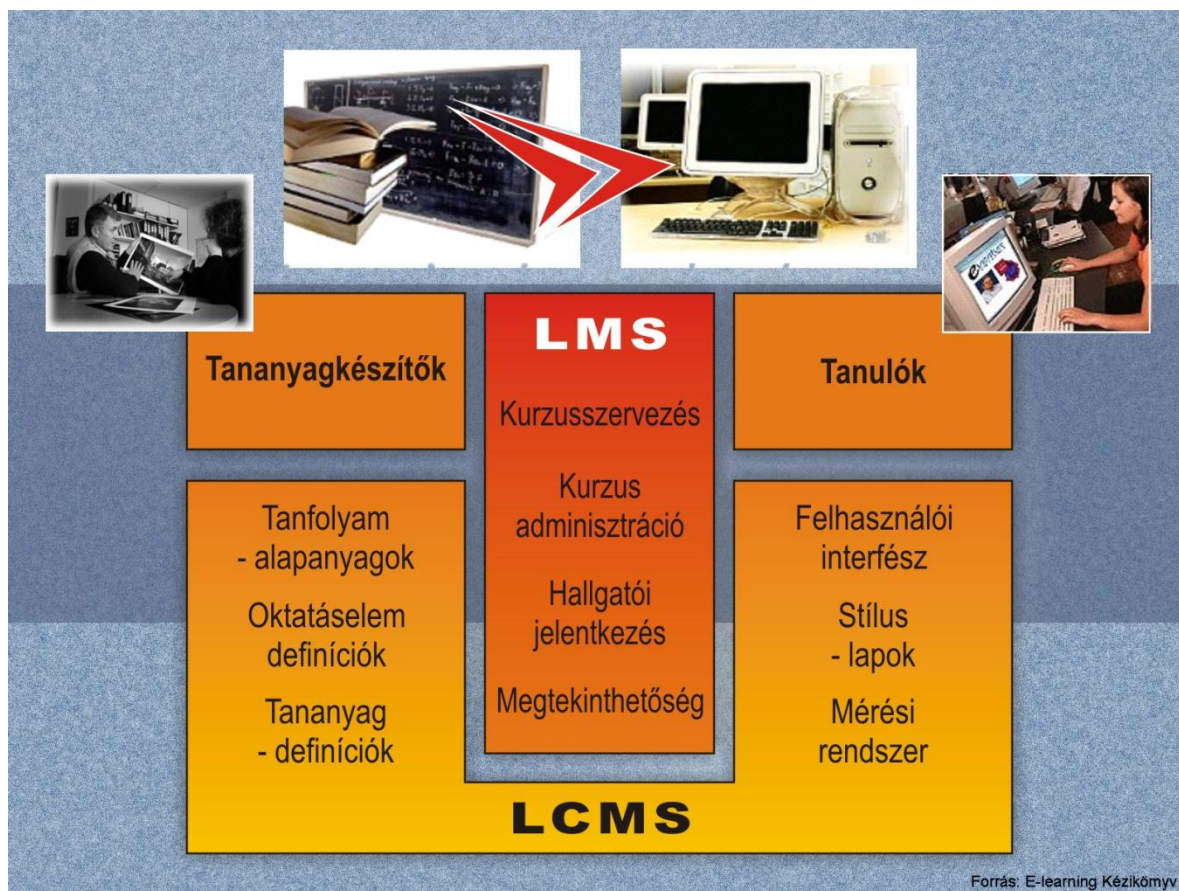 Tananyagkészítők
LMS
Kurzusszervezés
Kurzus
adminisztráció
Hallgatói
jelentkezés
Megtekinthetőség
Tanulók
Tanfolyam
- alapanyagok
Oktatáselem
definíciók
Tananyag
- definíciók
Felhasználói
interfész
Stílus
- lapok
Mérési
rendszer
LCMS
Forrás: E-learning Kézikömyv